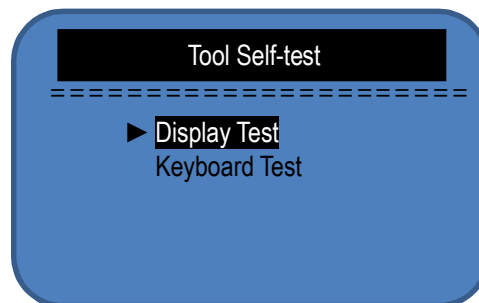 Tool Self-test
======================
► Display Test
Keyboard Test